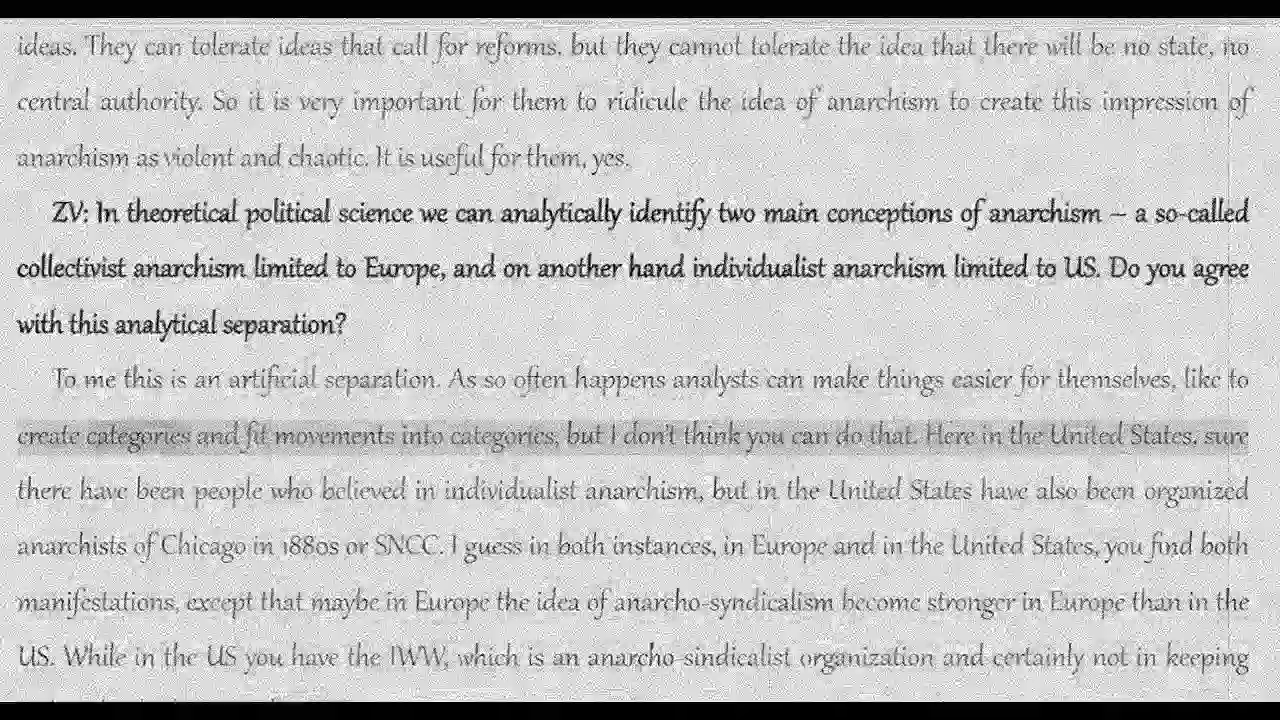 ideas. They can tolerate ideas that call for reforms, but they cannot tolerate the idea that there will be no state, no
central authority. So it is very important for them to ridicule the idea of anarchism to create this impression of
anarchism as violent and chaotic. It is useful for them, yes.
ZV: In theoretical political science we can analytically identify two main conceptions of anarchism – a so-called
collectivist anarchism limited to Europe, and on another hand individualist anarchism limited to US. Do you agree
with this analytical separation?
To me this is an artificial separation. As so often happens analysts can make things easier for themselves, like to
create categories and fit movements into categories, but I don't think you can do that. Here in the United States, sure
there have been people who believed in individualist anarchism, but in the United States have also been organized
anarchists of Chicago in 1880s or SNCC. I guess in both instances, in Europe and in the United States, you find both
manifestations, except that maybe in Europe the idea of anarcho-syndicalism become stronger in Europe than in the
US. While in the US you have the IWW, which is an anarcho-sindicalist organization and certainly not in keeping